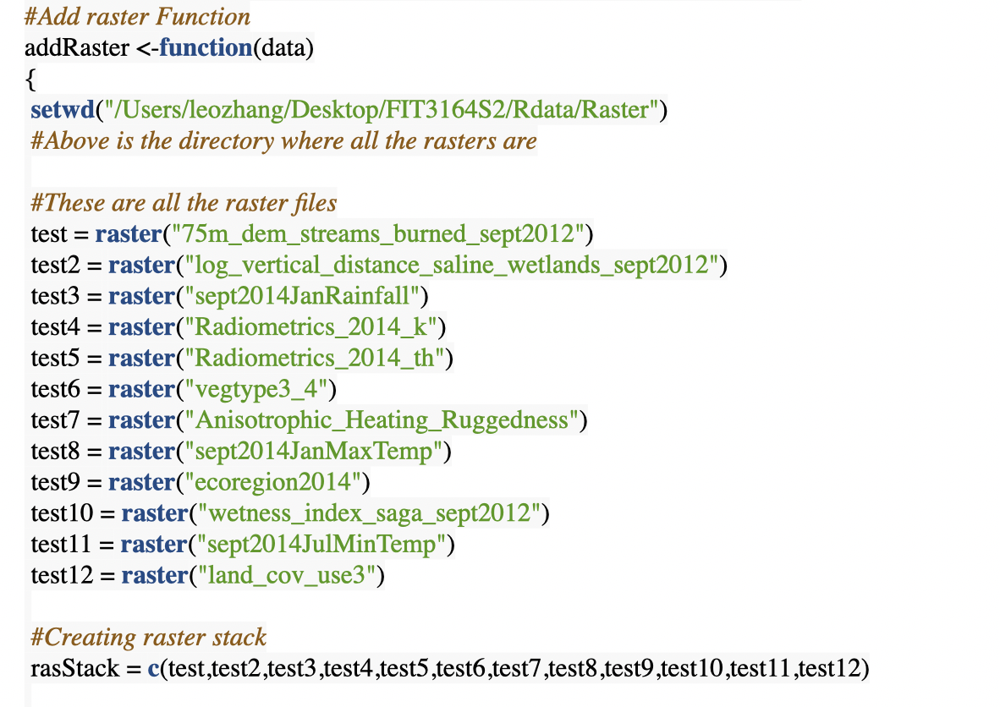 #Add raster Function
addRaster <-function(data)
{
setwd("/Users/leozhang/Desktop/FIT3164S2/Rdata/Raster")
#Above is the directory where all the rasters are
#These are all the raster files
test = raster("75m_dem_streams_burned_sept2012")
test2 = raster("log_vertical_distance_saline_wetlands_sept2012")
test3 = raster("sept2014JanRainfall")
test4 = raster("Radiometrics_2014_k")
test5 = raster("Radiometrics_2014_th")
test6 = raster("vegtype3_4")
test7 = raster("Anisotrophic_Heating_Ruggedness")
test8 = raster("sept2014JanMaxTemp")
test9 = raster("ecoregion2014")
test10 = raster("wetness_index_saga_sept2012")
test11 = raster("sept2014JulMinTemp")
test12 = raster("land_cov_use3")
#Creating raster stack
rasStack = c(test,test2,test3,test4,test5,test6,test7,test8,test9,test10,test11,test12)